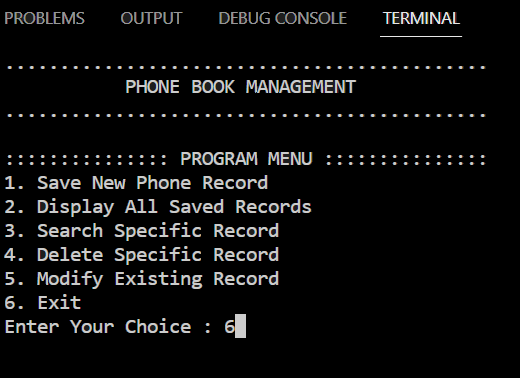 PROBLEMS OUTPUT DEBUG CONSOLE TERMINAL
............................................
PHONE BOOK MANAGEMENT
............................................
::::::::::::::: PROGRAM MENU :::::::::::::::
1. Save New Phone Record
2. Display All Saved Records
3. Search Specific Record
4. Delete Specific Record
5. Modify Existing Record
6. Exit
Enter Your Choice : 6